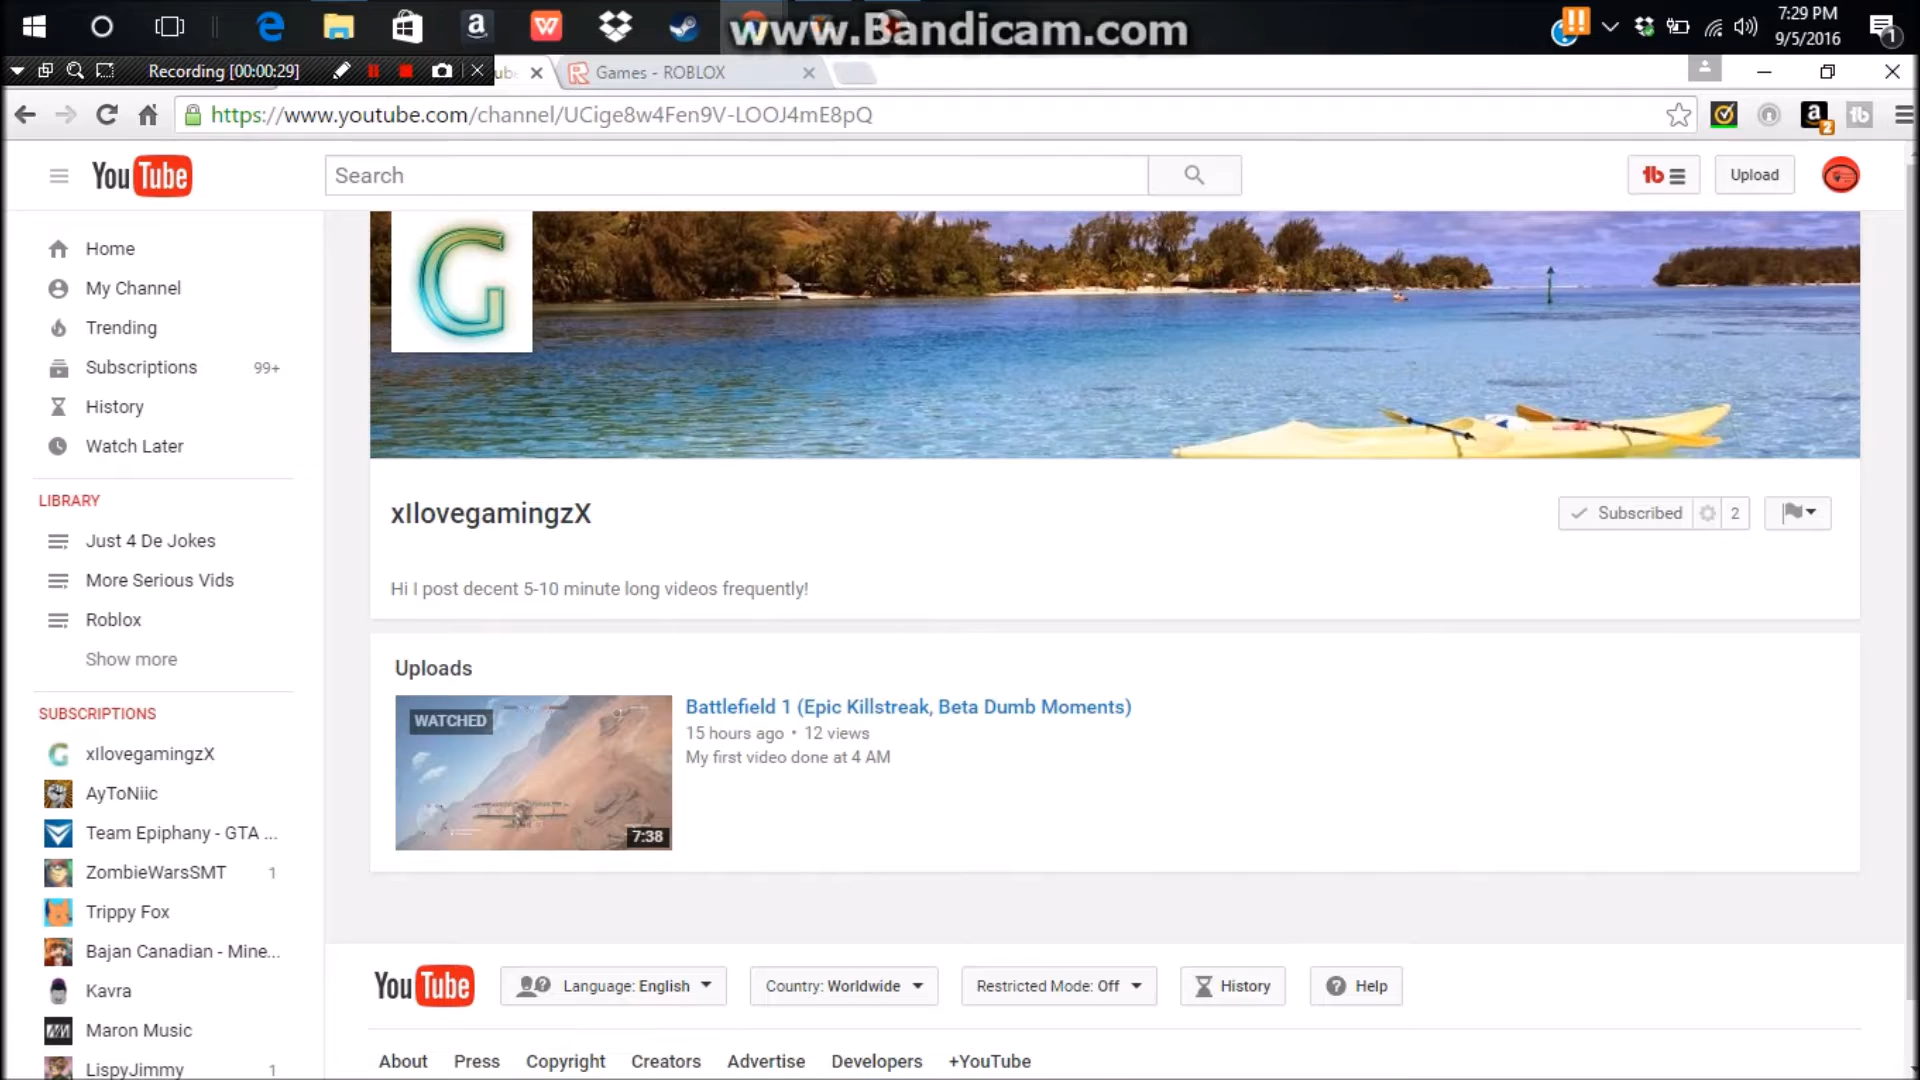 www.Bandicam.com
7:29 PM
9/5/2016
1
Recording [00:00:29]
ube
Games - ROBLOX
https://www.youtube.com/channel/UCige8w4Fen9V-LOOJ4mE8pQ
2
YouTube
Search
Upload
Home
My Channel
Trending
Subscriptions 99+
History
Watch Later
LIBRARY
Just 4 De Jokes
More Serious Vids
Roblox
Show more
SUBSCRIPTIONS
xIlovegamingzX
AyToNiic
Team Epiphany - GTA ...
ZombieWarsSMT 1
Trippy Fox
Bajan Canadian - Mine...
Kavra
Maron Music
LispyJimmy 1
G
xIlovegamingzX
Subscribed 2
Hi I post decent 5-10 minute long videos frequently!
Uploads
WATCHED
7:38
Battlefield 1 (Epic Killstreak, Beta Dumb Moments)
15 hours ago • 12 views
My first video done at 4 AM
YouTube
Language: English
Country: Worldwide
Restricted Mode: Off
History
Help
About Press Copyright Creators Advertise Developers +YouTube